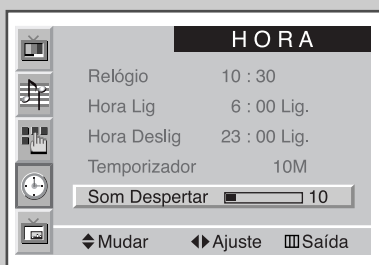 HORA
Relógio 10 : 30
Hora Lig 6 : 00 Lig.
Hora Deslig 23 : 00 Lig.
Temporizador 10M
Som Despertar 10
Mudar Ajuste Saída